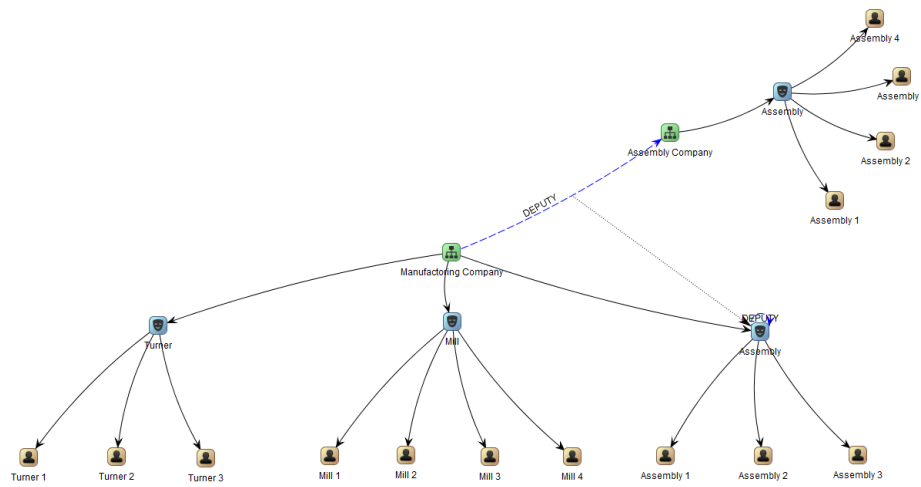 Assembly 4
Assembly
Assembly
Assembly 2
Assembly Company
Assembly 1
DEPUTY
Manufactoring Company
DEPUTY
Turner
Mill
Assembly
Turner 1
Turner 2
Turner 3
Mill 1
Mill 2
Mill 3
Mill 4
Assembly 1
Assembly 2
Assembly 3